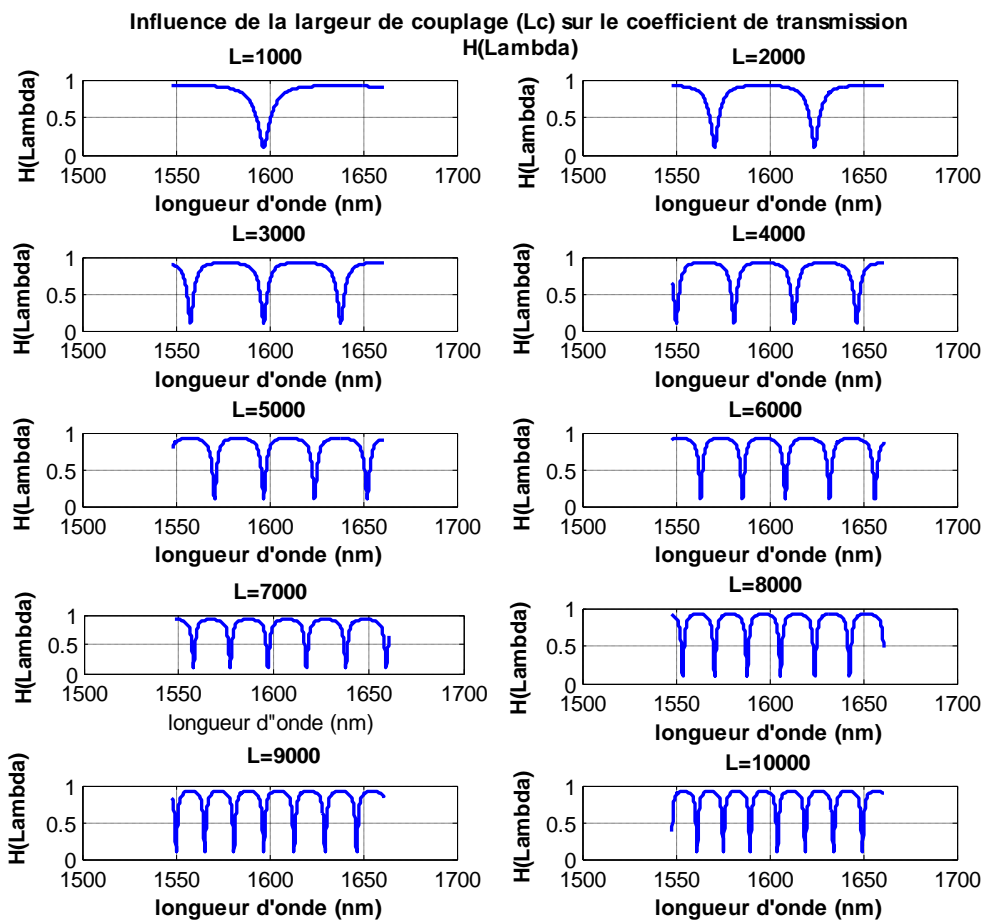 Influence de la largeur de couplage (Lc) sur le coefficient de transmission
H(Lambda)
L=1000
1
0.5
0
H(Lambda)
1500 1550 1600 1650 1700
longueur d'onde (nm)
L=2000
1
0.5
0
H(Lambda)
1500 1550 1600 1650 1700
longueur d'onde (nm)
L=3000
1
0.5
0
H(Lambda)
1500 1550 1600 1650 1700
longueur d'onde (nm)
L=4000
1
0.5
0
H(Lambda)
1500 1550 1600 1650 1700
longueur d'onde (nm)
L=5000
1
0.5
0
H(Lambda)
1500 1550 1600 1650 1700
longueur d'onde (nm)
L=6000
1
0.5
0
H(Lambda)
1500 1550 1600 1650 1700
longueur d'onde (nm)
L=7000
1
0.5
0
H(Lambda)
1500 1550 1600 1650 1700
longueur d"onde (nm)
L=8000
1
0.5
0
H(Lambda)
1500 1550 1600 1650 1700
longueur d'onde (nm)
L=9000
1
0.5
0
H(Lambda)
1500 1550 1600 1650 1700
longueur d'onde (nm)
L=10000
1
0.5
0
H(Lambda)
1500 1550 1600 1650 1700
longueur d'onde (nm)